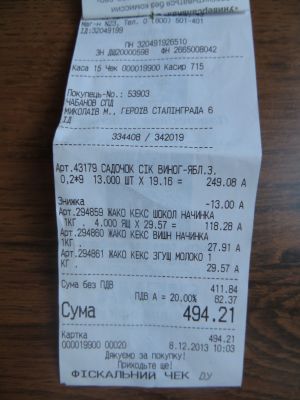 Маг-н N23, Тел. 0 (800) 501-401
ІД:32049199
ПН 320491926510
ЗН ДШ20000598 ФН 2665008042
Каса 15 Чек 000019900 Касир 715
Покупець-No.: 53903
ЧАБАНОВ СПД
МИКОЛАЇВ М., ГЕРОЇВ СТАЛІНГРАДА 6
ІД
334408 / 342019
Арт.43179 САДОЧОК СІК ВИНОГ-ЯБЛ.З.
0,2*9 13.000 ШТ X 19.16 = 249.08 А
Знижка -13.00 А
Арт.294859 ЖАКО КЕКС ШОКОЛ НАЧИНКА
1КГ. 4.000 ЯЩ X 29.57 = 118.28 А
Арт.294860 ЖАКО КЕКС ВИШН НАЧИНКА
1КГ . 27.91 А
Арт.294861 ЖАКО КЕКС ЗГУЩ МОЛОКО 1
КГ . 29.57 А
Сума без ПДВ 411.84
ПДВ А = 20.00% 82.37
Сума 494.21
Картка 494.21
000019900 00020 8.12.2013 10:03
Дякуємо за покупку!
Приходьте ще!
ФІСКАЛЬНИЙ ЧЕК